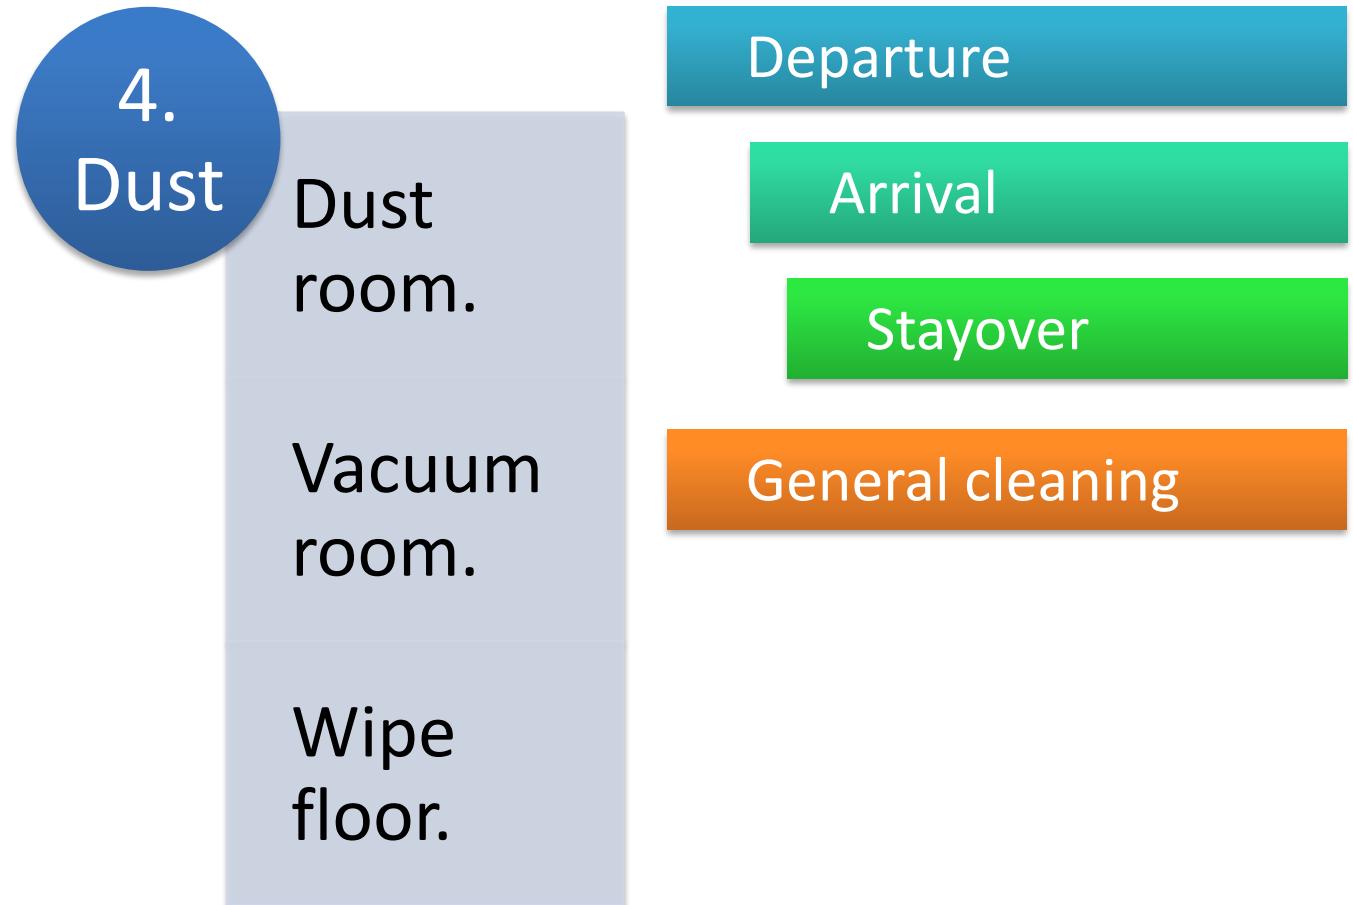 4.
Dust
Dust
room.
Vacuum
room.
Wipe
floor.
Departure
Arrival
Stayover
General cleaning